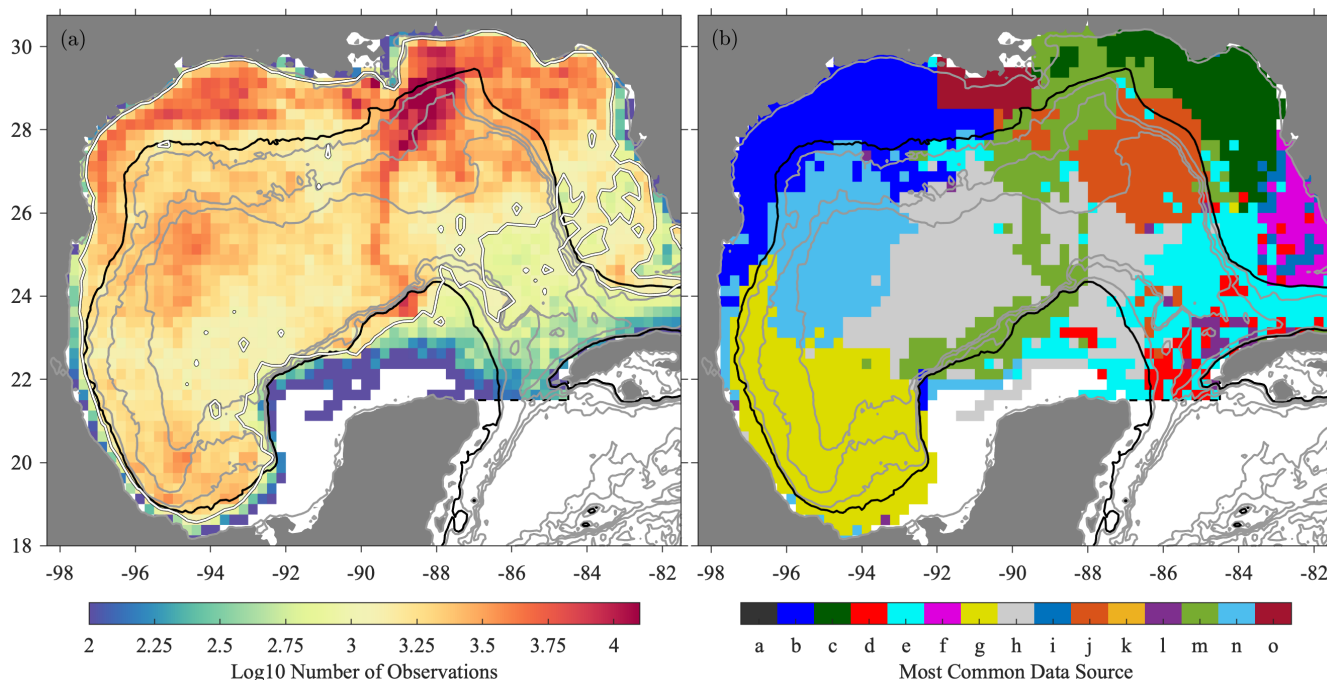 (a)
30
28
26
24
22
20
18
-98 -96 -94 -92 -90 -88 -86 -84 -82
2 2.25 2.5 2.75 3 3.25 3.5 3.75 4
Log10 Number of Observations
(b)
-98 -96 -94 -92 -90 -88 -86 -84 -82
a b c d e f g h i j k l m n o
Most Common Data Source